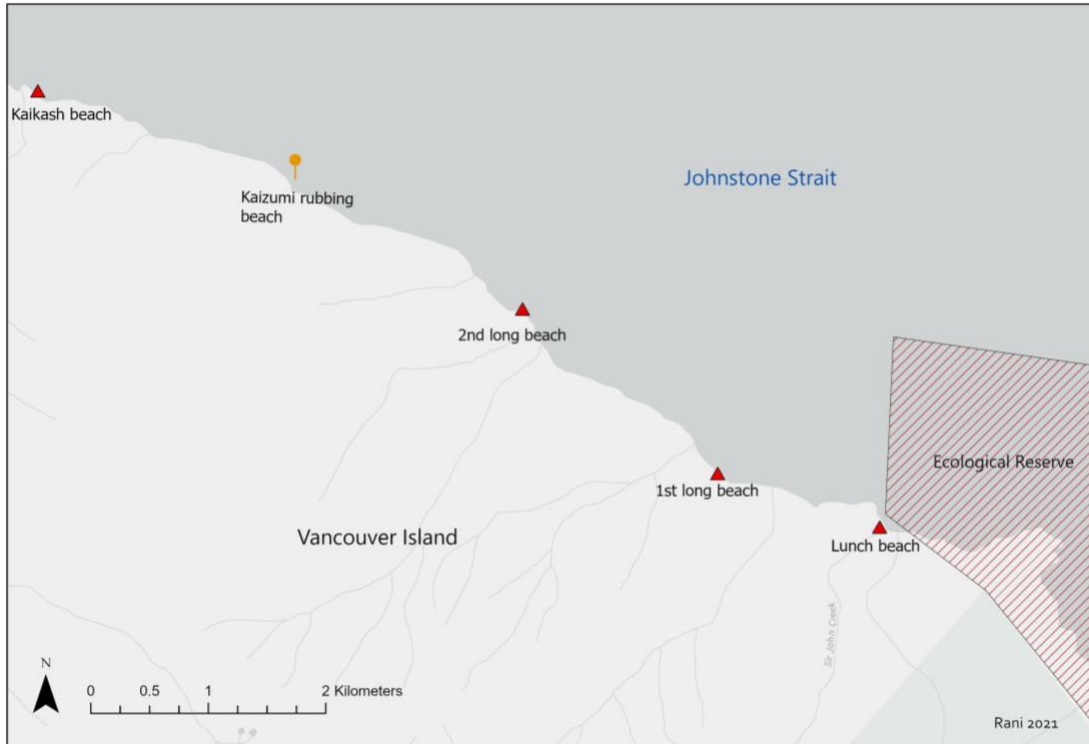 Kaikash beach
Johnstone Strait
Kaizumi rubbing
beach
2nd long beach
Ecological Reserve
1st long beach
Vancouver Island
Lunch beach
Sir John Creek
N
0 0.5 1 2 Kilometers
Rani 2021